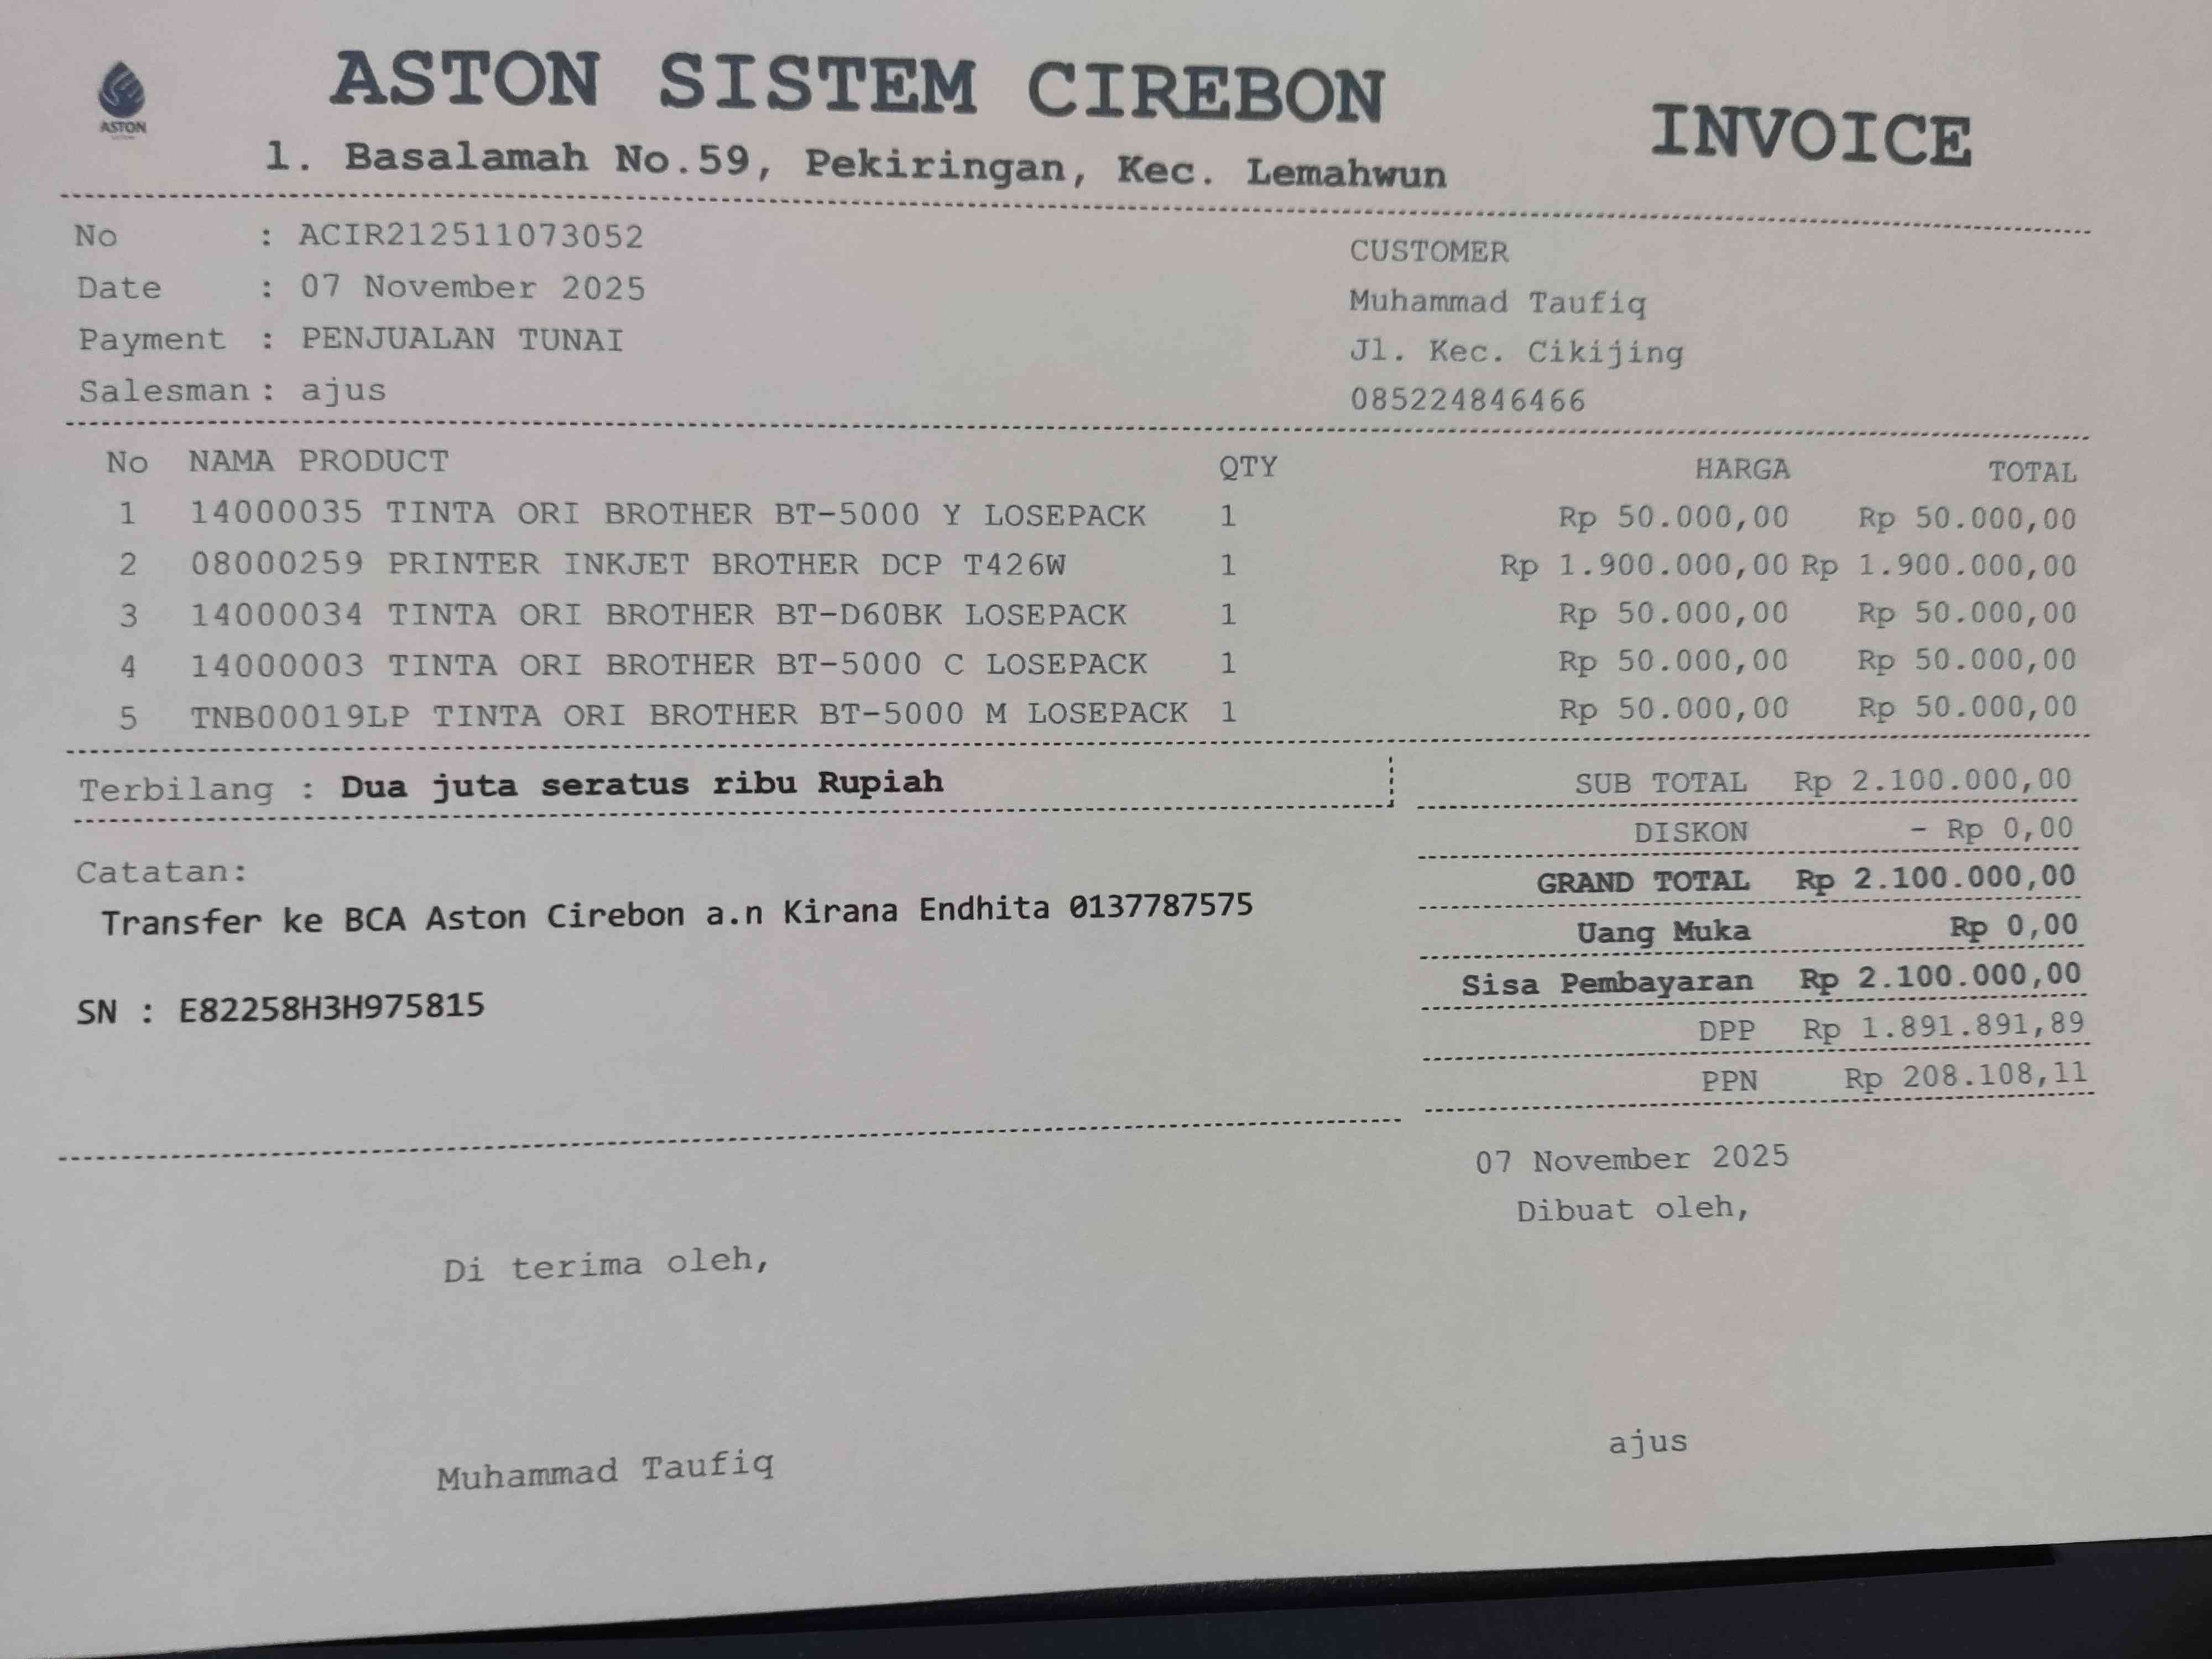 ASTON
ASTON SISTEM CIREBON
INVOICE
l. Basalamah No.59, Pekiringan, Kec. Lemahwun
No : ACIR212511073052
Date : 07 November 2025
Payment : PENJUALAN TUNAI
Salesman : ajus
CUSTOMER
Muhammad Taufiq
Jl. Kec. Cikijing
085224846466
No NAMA PRODUCT QTY HARGA TOTAL
1 14000035 TINTA ORI BROTHER BT-5000 Y LOSEPACK 1 Rp 50.000,00 Rp 50.000,00
2 08000259 PRINTER INKJET BROTHER DCP T426W 1 Rp 1.900.000,00 Rp 1.900.000,00
3 14000034 TINTA ORI BROTHER BT-D60BK LOSEPACK 1 Rp 50.000,00 Rp 50.000,00
4 14000003 TINTA ORI BROTHER BT-5000 C LOSEPACK 1 Rp 50.000,00 Rp 50.000,00
5 TNB00019LP TINTA ORI BROTHER BT-5000 M LOSEPACK 1 Rp 50.000,00 Rp 50.000,00
Terbilang : Dua juta seratus ribu Rupiah
Catatan:
Transfer ke BCA Aston Cirebon a.n Kirana Endhita 0137787575
SN : E82258H3H975815
SUB TOTAL Rp 2.100.000,00
DISKON - Rp 0,00
GRAND TOTAL Rp 2.100.000,00
Uang Muka Rp 0,00
Sisa Pembayaran Rp 2.100.000,00
DPP Rp 1.891.891,89
PPN Rp 208.108,11
07 November 2025
Dibuat oleh,
Di terima oleh,
ajus
Muhammad Taufiq